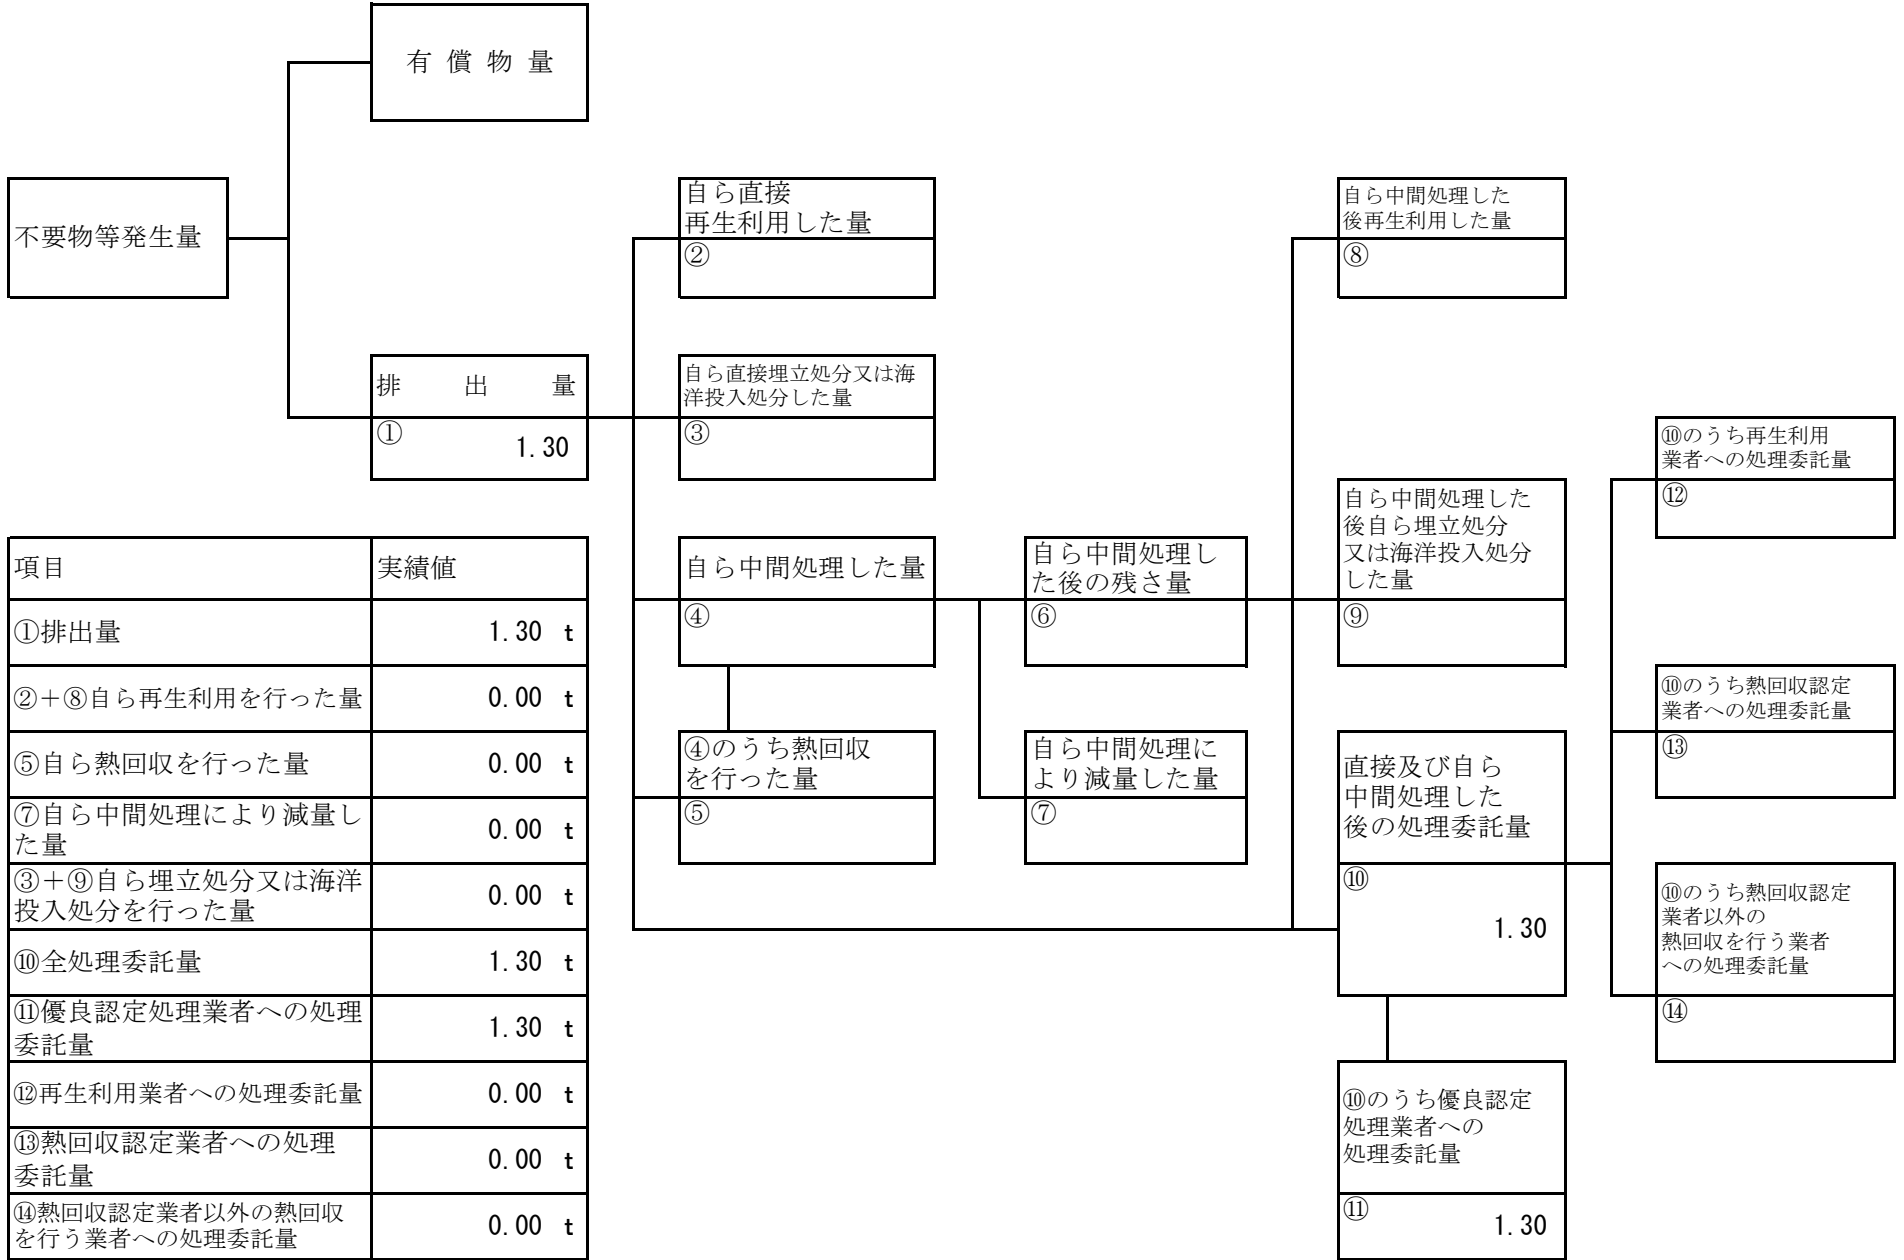 有償物量
不要物等発生量
排出量
①
1.30
自ら直接
再生利用した量
②
自ら直接埋立処分又は海
洋投入処分した量
③
自ら中間処理した量
④
④のうち熱回収
を行った量
⑤
自ら中間処理し
た後の残さ量
⑥
自ら中間処理に
より減量した量
⑦
自ら中間処理した
後再生利用した量
⑧
自ら中間処理した
後自ら埋立処分
又は海洋投入処分
した量
⑨
直接及び自ら
中間処理した
後の処理委託量
⑩
1.30
⑩のうち優良認定
処理業者への
処理委託量
⑪
1.30
⑩のうち再生利用
業者への処理委託量
⑫
⑩のうち熱回収認定
業者への処理委託量
⑬
⑩のうち熱回収認定
業者以外の
熱回収を行う業者
への処理委託量
⑭
項目 実績値
①排出量 1.30 t
②＋⑧自ら再生利用を行った量 0.00 t
⑤自ら熱回収を行った量 0.00 t
⑦自ら中間処理により減量し
た量 0.00 t
③＋⑨自ら埋立処分又は海洋
投入処分を行った量 0.00 t
⑩全処理委託量 1.30 t
⑪優良認定処理業者への処理
委託量 1.30 t
⑫再生利用業者への処理委託量 0.00 t
⑬熱回収認定業者への処理
委託量 0.00 t
⑭熱回収認定業者以外の熱回収
を行う業者への処理委託量 0.00 t